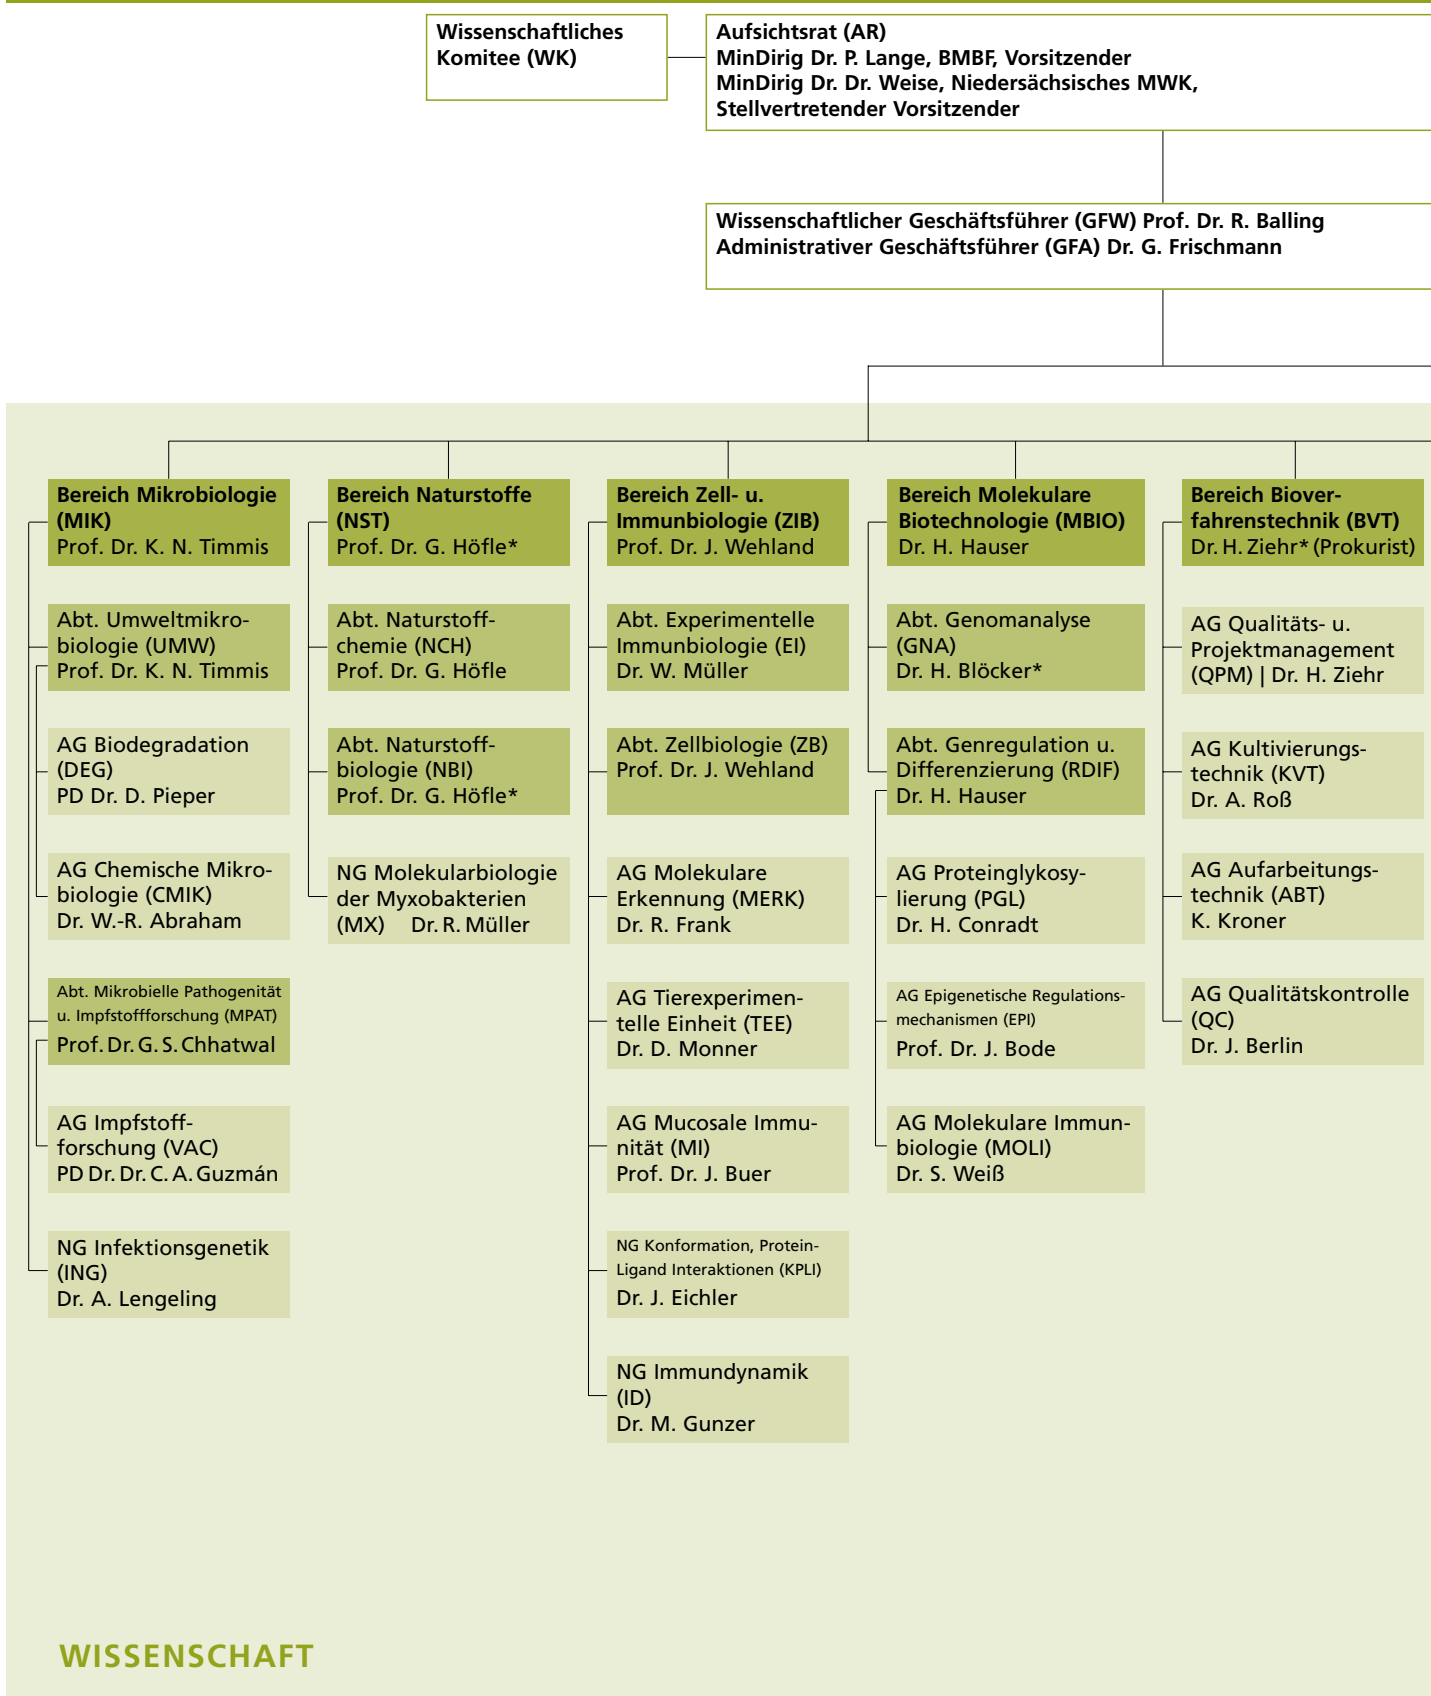 Wissenschaftliches
Komitee (WK)
Aufsichtsrat (AR)
MinDirig Dr. P. Lange, BMBF, Vorsitzender
MinDirig Dr. Dr. Weise, Niedersächsisches MWK,
Stellvertretender Vorsitzender
Wissenschaftlicher Geschäftsführer (GFW) Prof. Dr. R. Balling
Administrativer Geschäftsführer (GFA) Dr. G. Frischmann
Bereich Mikrobiologie
(MIK)
Prof. Dr. K. N. Timmis
Abt. Umweltmikro-
biologie (UMW)
Prof. Dr. K. N. Timmis
AG Biodegradation
(DEG)
PD Dr. D. Pieper
AG Chemische Mikro-
biologie (CMIK)
Dr. W.-R. Abraham
Abt. Mikrobielle Pathogenität
u. Impfstoffforschung (MPAT)
Prof. Dr. G. S. Chhatwal
AG Impfstoff-
forschung (VAC)
PD Dr. Dr. C. A. Guzmán
NG Infektionsgenetik
(ING)
Dr. A. Lengeling
Bereich Naturstoffe
(NST)
Prof. Dr. G. Höfle*
Abt. Naturstoff-
chemie (NCH)
Prof. Dr. G. Höfle
Abt. Naturstoff-
biologie (NBI)
Prof. Dr. G. Höfle*
NG Molekularbiologie
der Myxobakterien
(MX) Dr. R. Müller
Bereich Zell- u.
Immunbiologie (ZIB)
Prof. Dr. J. Wehland
Abt. Experimentelle
Immunbiologie (EI)
Dr. W. Müller
Abt. Zellbiologie (ZB)
Prof. Dr. J. Wehland
AG Molekulare
Erkennung (MERK)
Dr. R. Frank
AG Tierexperimen-
telle Einheit (TEE)
Dr. D. Monner
AG Mucosale Immu-
nität (MI)
Prof. Dr. J. Buer
NG Konformation, Protein-
Ligand Interaktionen (KPLI)
Dr. J. Eichler
NG Immundynamik
(ID)
Dr. M. Gunzer
Bereich Molekulare
Biotechnologie (MBIO)
Dr. H. Hauser
Abt. Genomanalyse
(GNA)
Dr. H. Blöcker*
Abt. Genregulation u.
Differenzierung (RDIF)
Dr. H. Hauser
AG Proteinglykosy-
lierung (PGL)
Dr. H. Conradt
AG Epigenetische Regulations-
mechanismen (EPI)
Prof. Dr. J. Bode
AG Molekulare Immun-
biologie (MOLI)
Dr. S. Weiß
Bereich Biover-
fahrenstechnik (BVT)
Dr. H. Ziehr* (Prokurist)
AG Qualitäts- u.
Projektmanagement
(QPM) | Dr. H. Ziehr
AG Kultivierungs-
technik (KVT)
Dr. A. Roß
AG Aufarbeitungs-
technik (ABT)
K. Kroner
AG Qualitätskontrolle
(QC)
Dr. J. Berlin
WISSENSCHAFT